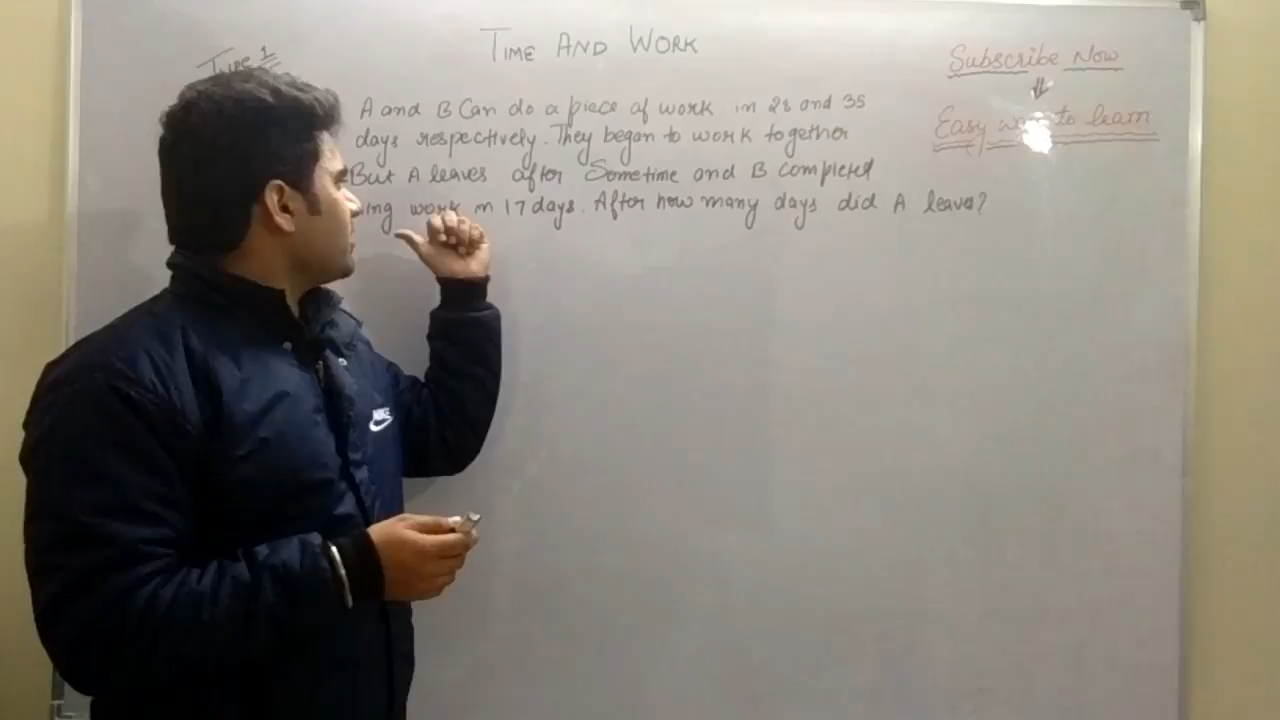 TIME AND WORK
Type 1
Subscribe Now
Easy way to learn
A and B Can do a piece of work in 28 and 35
days respectively. They began to work together
But A leaves after Sometime and B completed
work in 17 days. After how many days did A leave?
NIKE